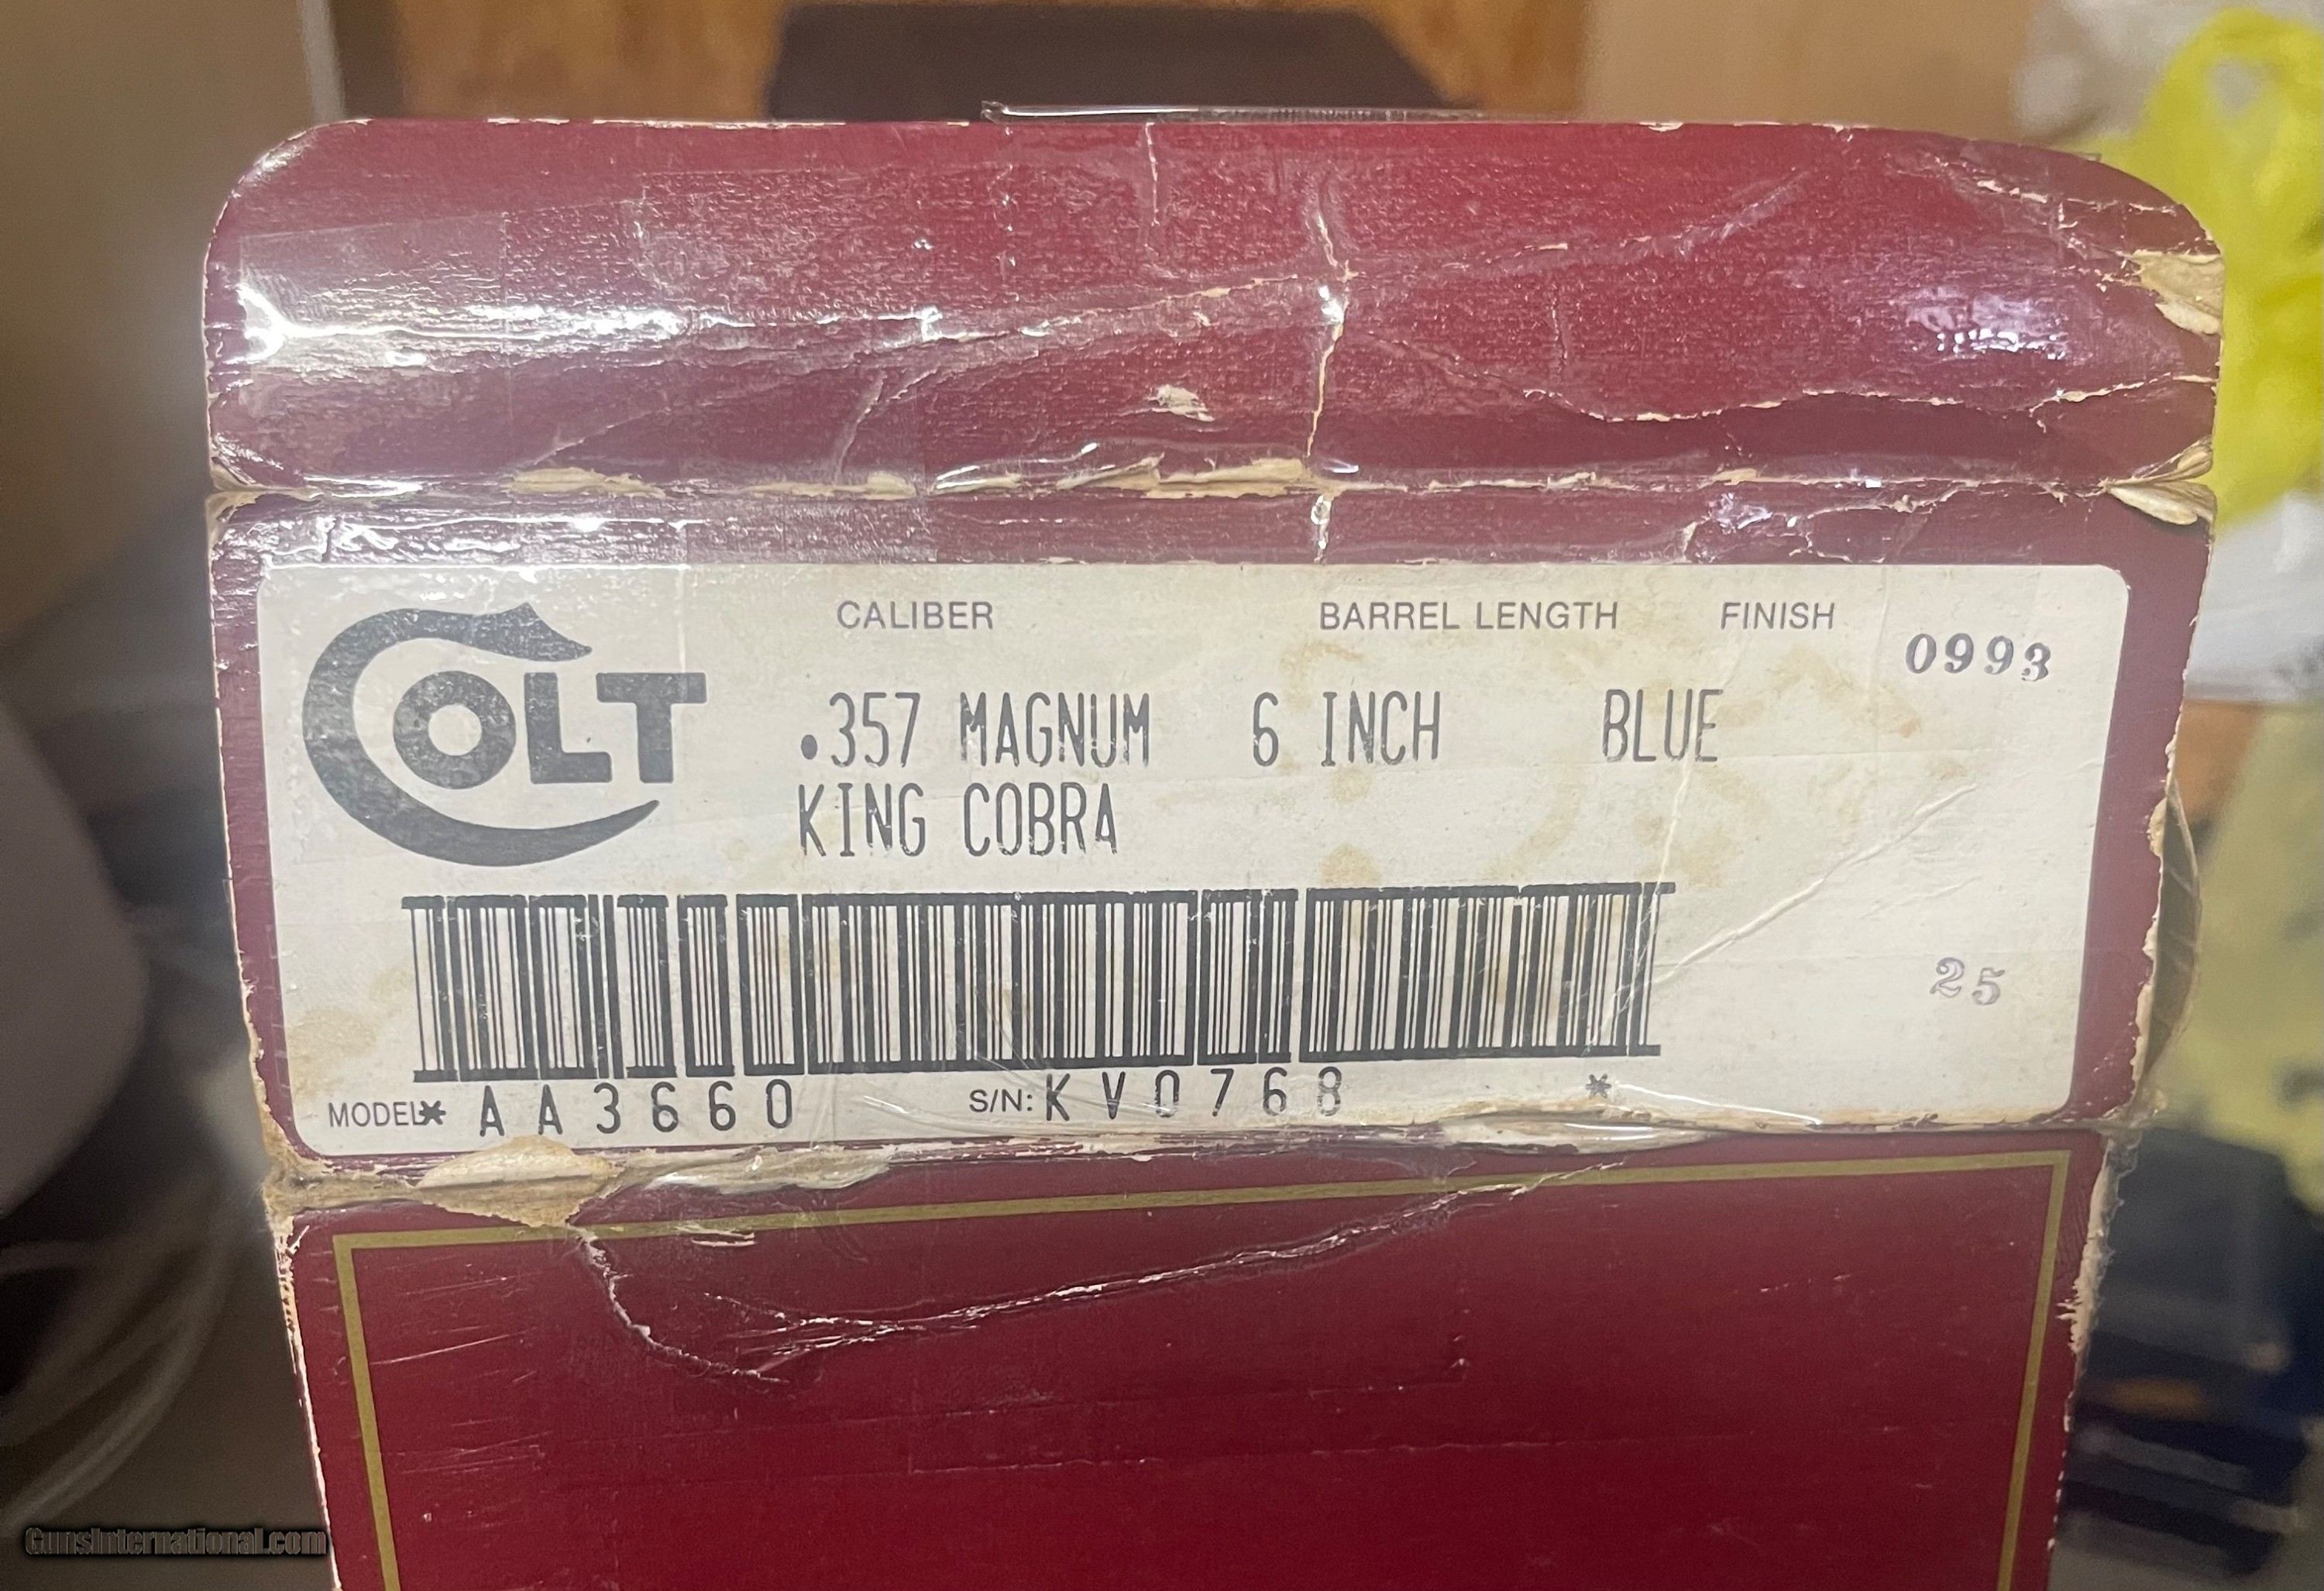 COLT
CALIBER BARREL LENGTH FINISH
0993
.357 MAGNUM 6 INCH BLUE
KING COBRA
25
MODEL* AA3660 S/N: KV0768 *
GunsInternational.com